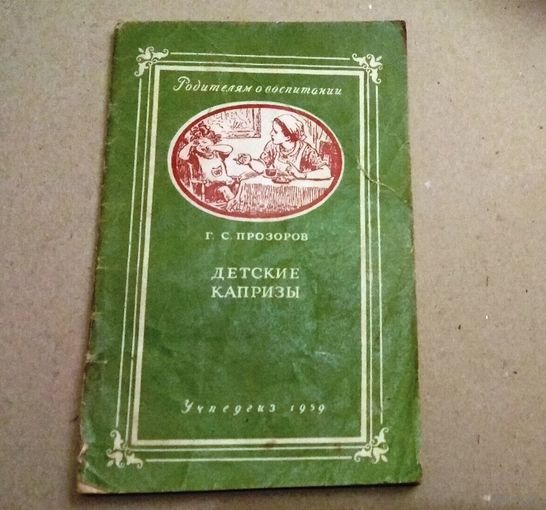 Родителям о воспитании
Г. С. ПРОЗОРОВ
ДЕТСКИЕ
КАПРИЗЫ
Учпедгиз 1959